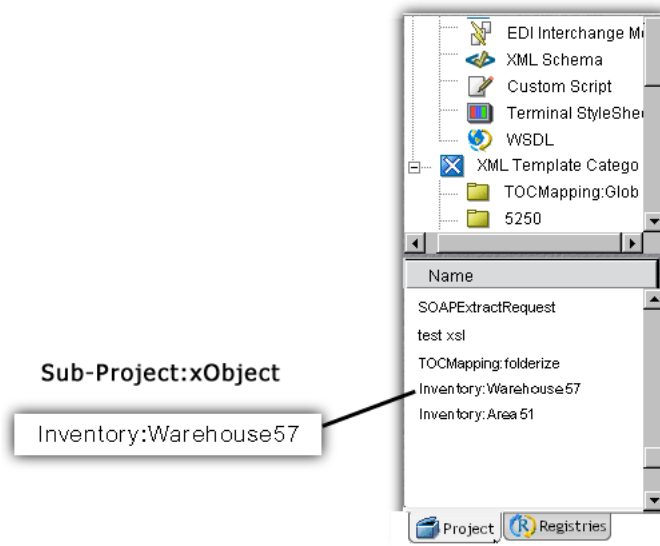 EDI Interchange M
XML Schema
Custom Script
Terminal StyleShe
WSDL
XML Template Catego
TOCMapping:Glob
5250
Name
SOAPExtractRequest
test xsl
TOCMapping:folderize
Inventory:Warehouse57
Inventory:Area 51
Sub-Project:xObject
Inventory:Warehouse57
Project
R Registries